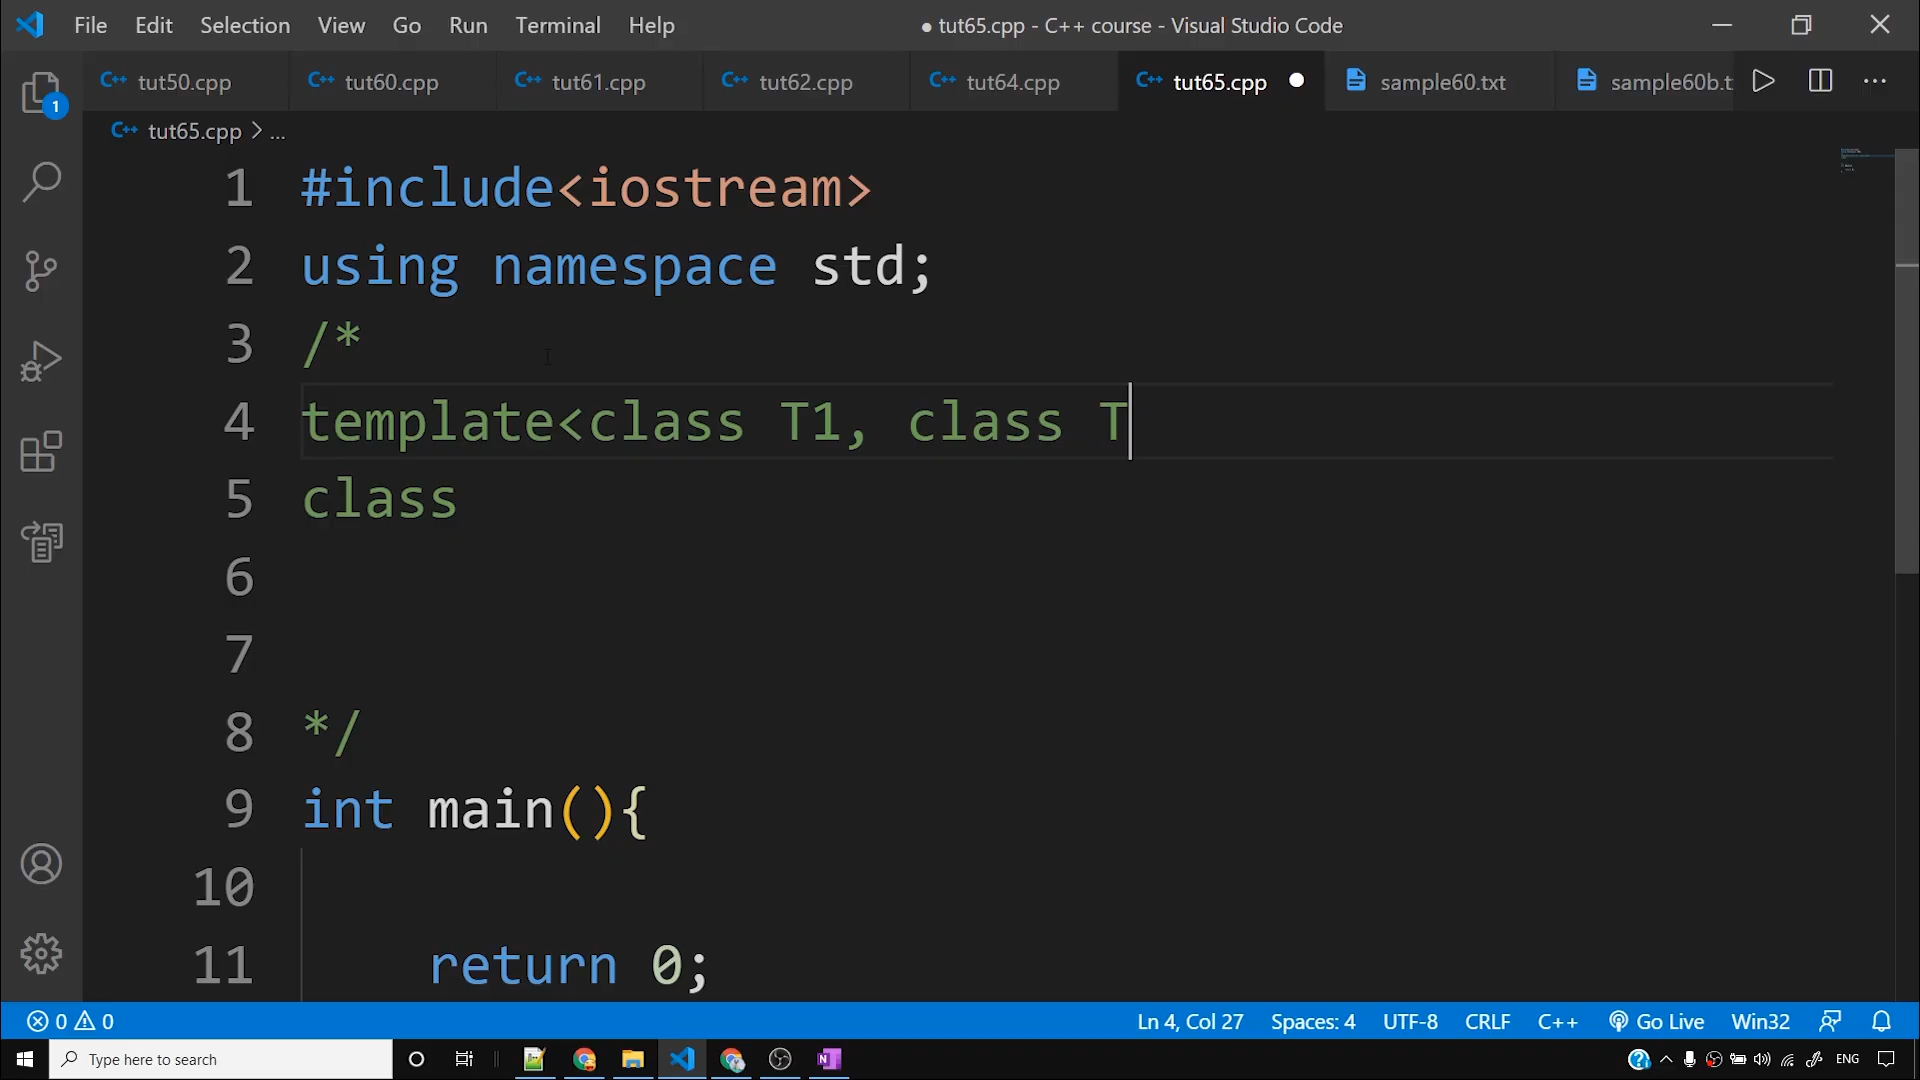 File Edit Selection View Go Run Terminal Help
● tut65.cpp - C++ course - Visual Studio Code
tut50.cpp tut60.cpp tut61.cpp tut62.cpp tut64.cpp tut65.cpp sample60.txt sample60b.t
tut65.cpp > ...
1 #include<iostream>
2 using namespace std;
3 /*
4 template<class T1, class T
5 class
6
7
8 */
9 int main(){
10
11 return 0;
0 0 Ln 4, Col 27 Spaces: 4 UTF-8 CRLF C++ Go Live Win32
Type here to search ENG